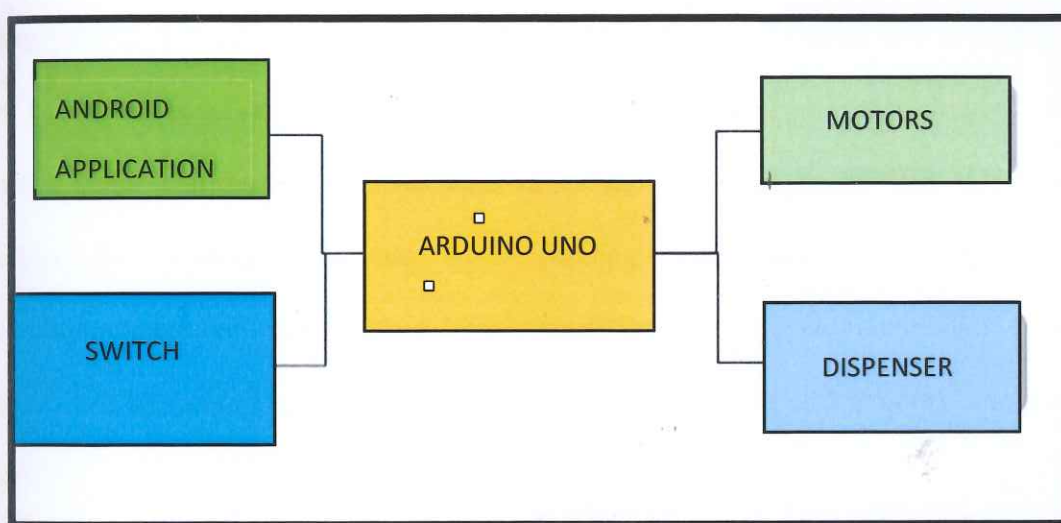 ANDROID
APPLICATION
SWITCH
ARDUINO UNO
MOTORS
DISPENSER